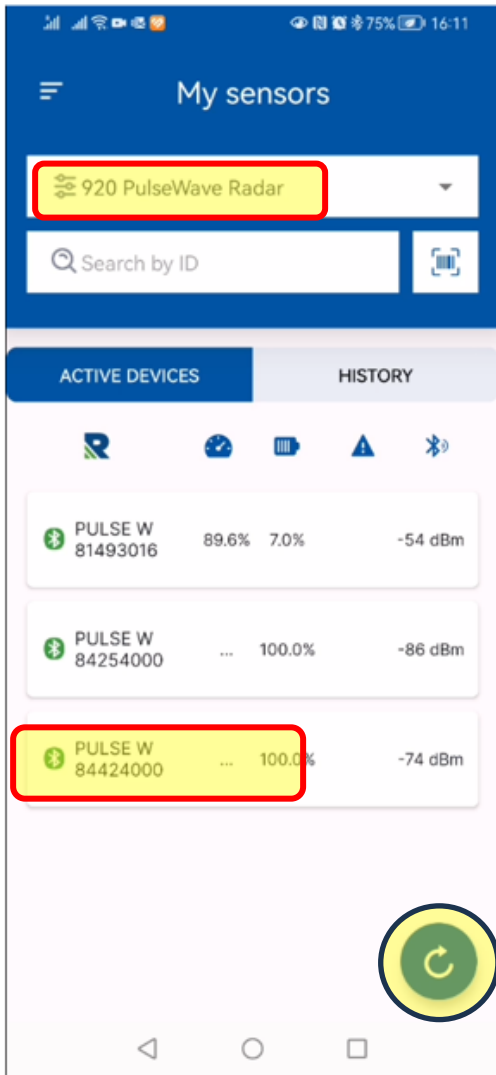 75% 16:11
My sensors
920 PulseWave Radar
Search by ID
ACTIVE DEVICES HISTORY
PULSE W
81493016 89.6% 7.0% -54 dBm
PULSE W
84254000 ... 100.0% -86 dBm
PULSE W
84424000 ... 100.0% -74 dBm